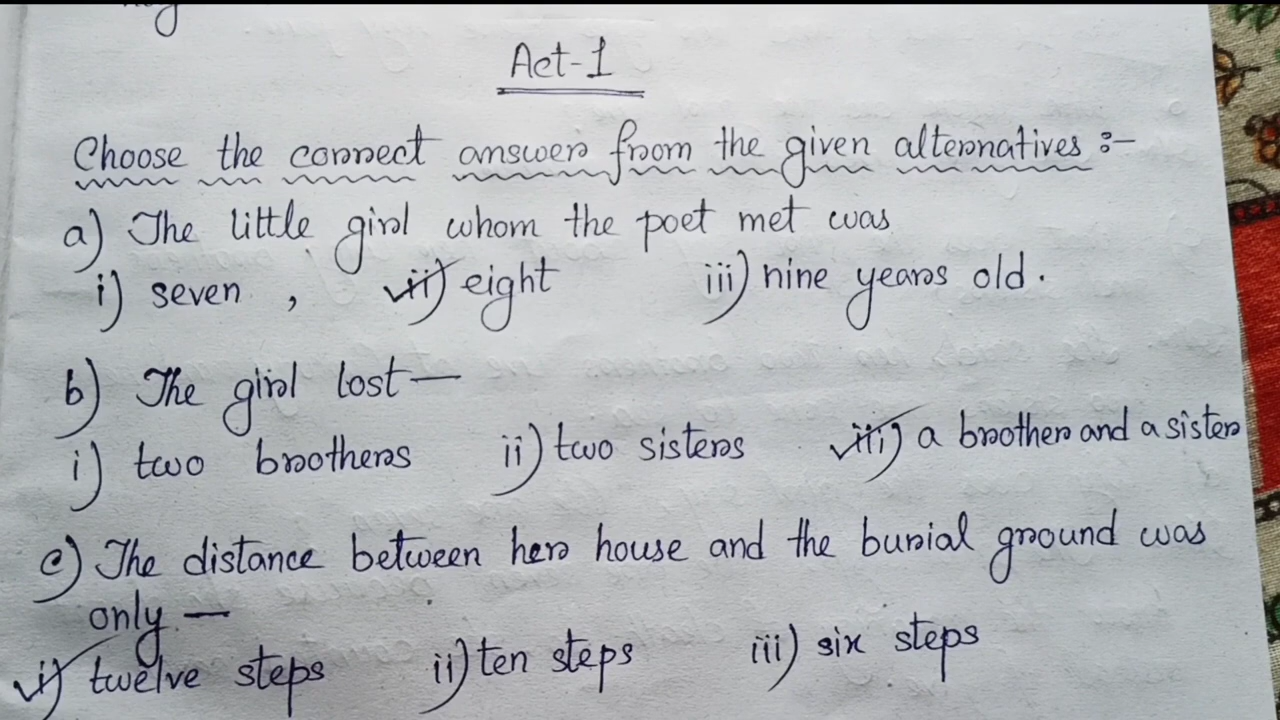 Act-1
Choose the correct answer from the given alternatives :-
a) The little girl whom the poet met was
i) seven , ii) eight iii) nine years old.
b) The girl lost —
i) two brothers ii) two sisters iii) a brother and a sister
c) The distance between her house and the burial ground was
only —
i) twelve steps ii) ten steps iii) six steps